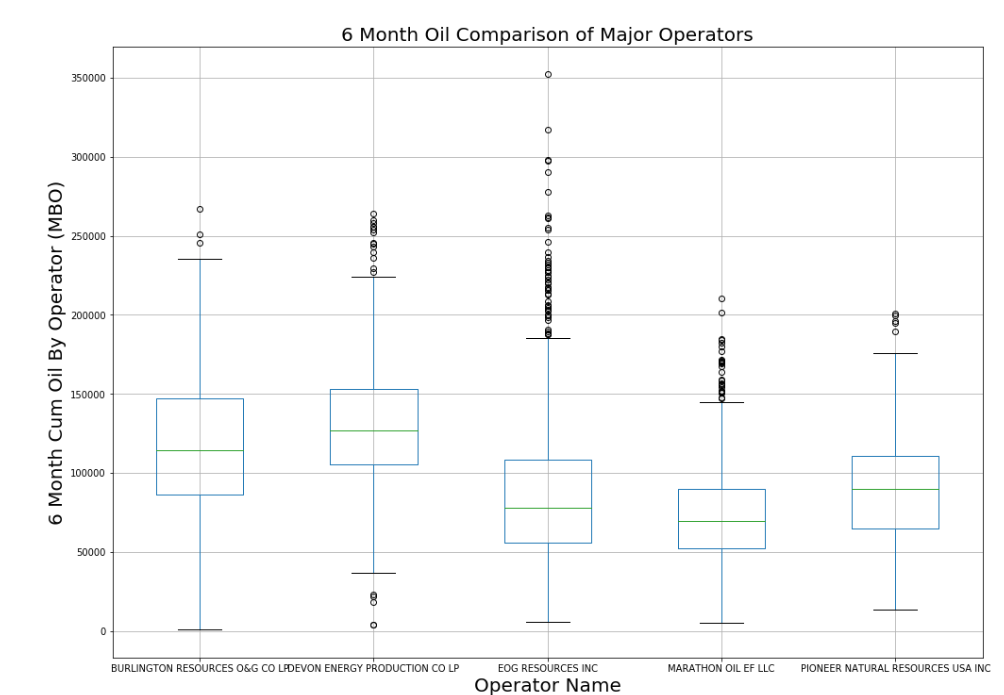 6 Month Oil Comparison of Major Operators
6 Month Cum Oil By Operator (MBO)
350000
300000
250000
200000
150000
100000
50000
0
BURLINGTON RESOURCES O&G CO LP
DEVON ENERGY PRODUCTION CO LP
EOG RESOURCES INC
MARATHON OIL EF LLC
PIONEER NATURAL RESOURCES USA INC
Operator Name